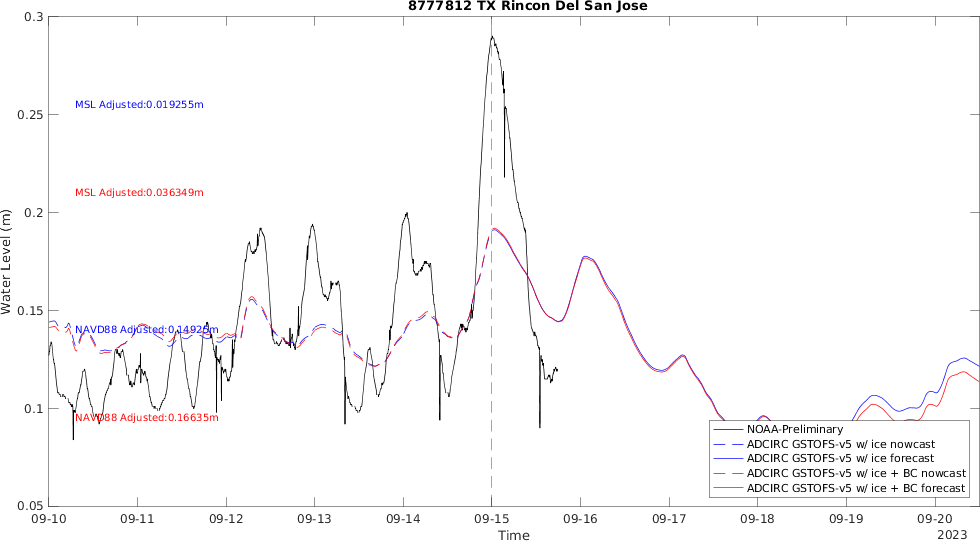 8777812 TX Rincon Del San Jose
0.3
0.25
0.2
0.15
0.1
0.05
Water Level (m)
MSL Adjusted:0.019255m
MSL Adjusted:0.036349m
NAVD88 Adjusted:0.14925m
NAVD88 Adjusted:0.16635m
NOAA-Preliminary
ADCIRC GSTOFS-v5 w/ ice nowcast
ADCIRC GSTOFS-v5 w/ ice forecast
ADCIRC GSTOFS-v5 w/ ice + BC nowcast
ADCIRC GSTOFS-v5 w/ ice + BC forecast
09-10 09-11 09-12 09-13 09-14 09-15 09-16 09-17 09-18 09-19 09-20
Time
2023